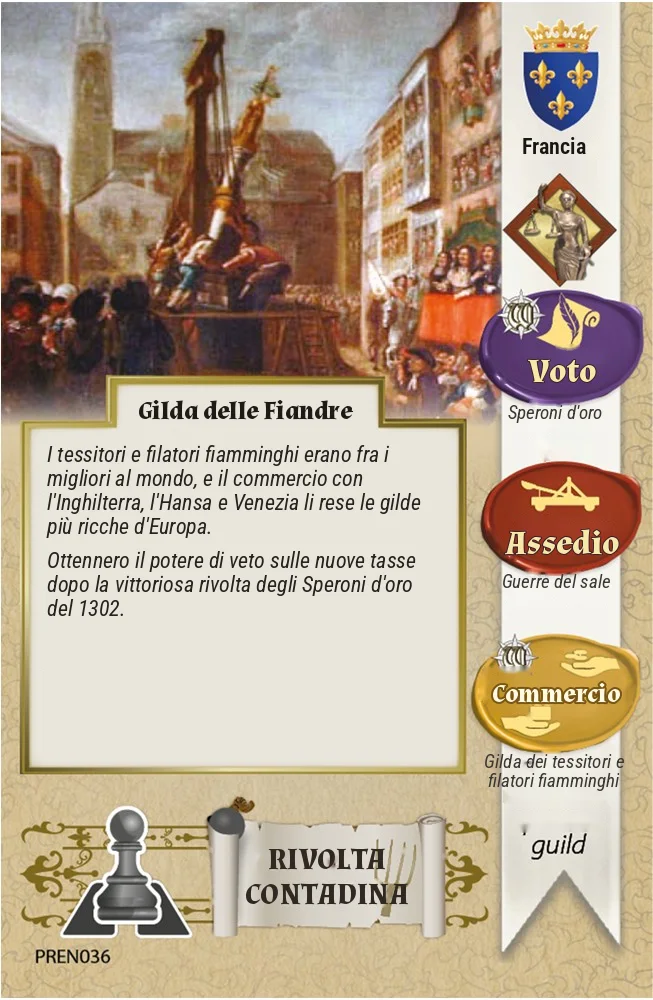 Francia
Voto
Speroni d'oro
Gilda delle Fiandre
I tessitori e filatori fiamminghi erano fra i
migliori al mondo, e il commercio con
l'Inghilterra, l'Hansa e Venezia li rese le gilde
più ricche d'Europa.
Ottennero il potere di veto sulle nuove tasse
dopo la vittoriosa rivolta degli Speroni d'oro
del 1302.
Assedio
Guerre del sale
Commercio
Gilda dei tessitori e
filatori fiamminghi
guild
RIVOLTA
CONTADINA
PREN036